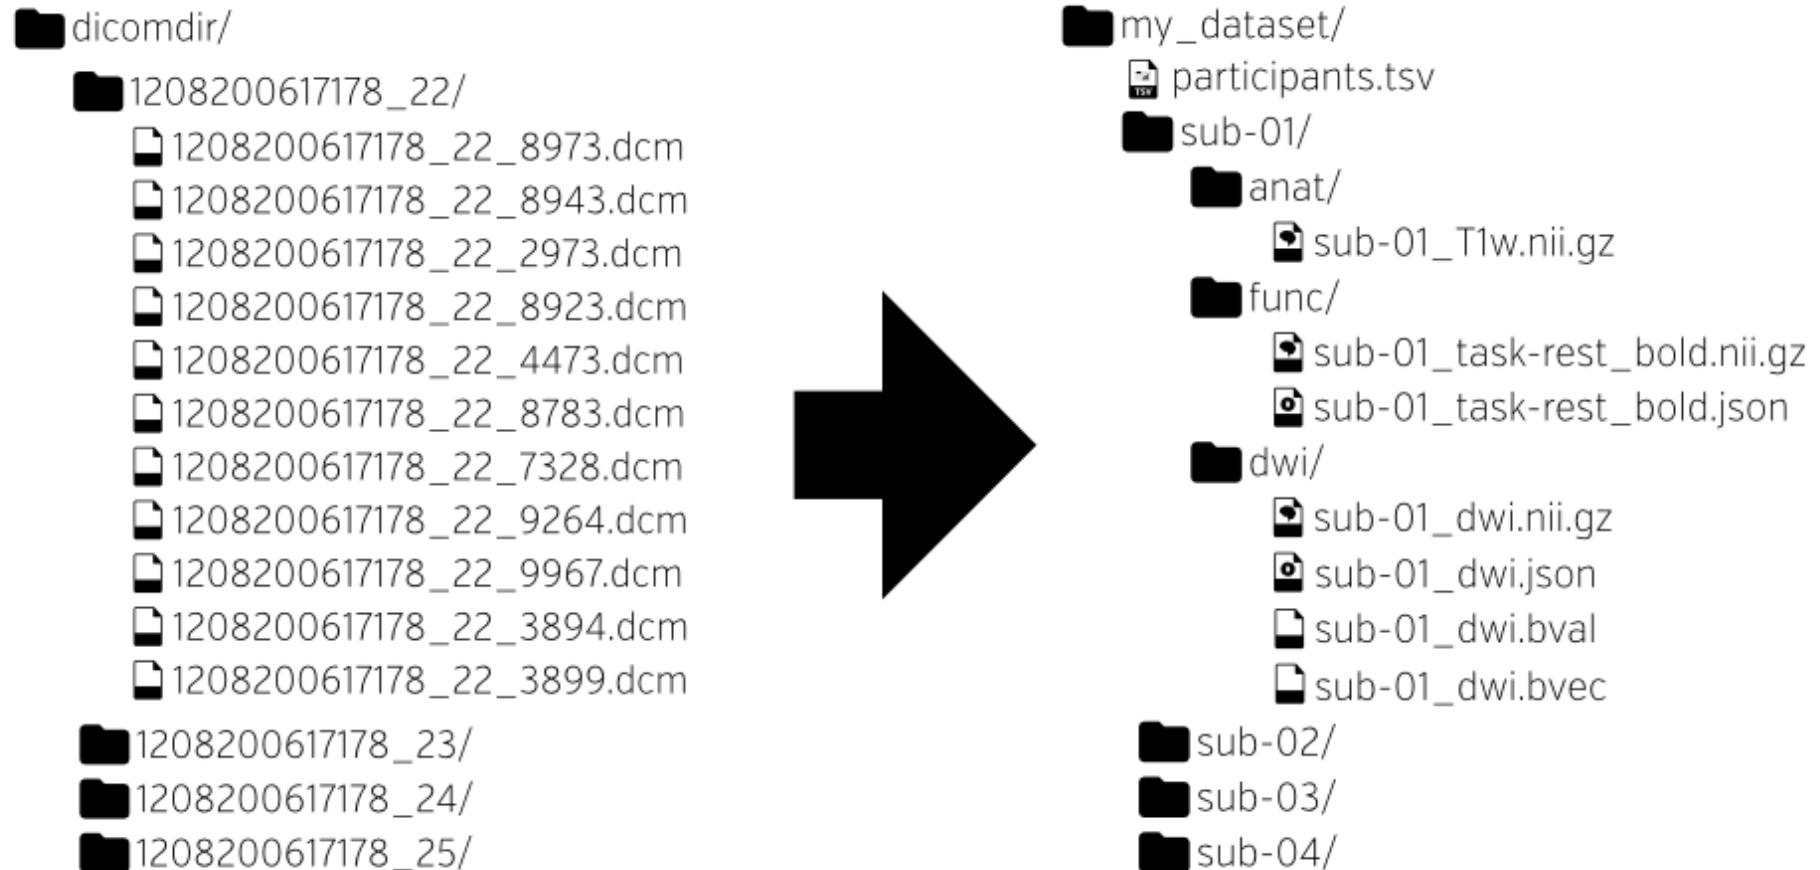 dicomdir/
1208200617178_22/
1208200617178_22_8973.dcm
1208200617178_22_8943.dcm
1208200617178_22_2973.dcm
1208200617178_22_8923.dcm
1208200617178_22_4473.dcm
1208200617178_22_8783.dcm
1208200617178_22_7328.dcm
1208200617178_22_9264.dcm
1208200617178_22_9967.dcm
1208200617178_22_3894.dcm
1208200617178_22_3899.dcm
1208200617178_23/
1208200617178_24/
1208200617178_25/
my_dataset/
TSV participants.tsv
sub-01/
anat/
sub-01_T1w.nii.gz
func/
sub-01_task-rest_bold.nii.gz
sub-01_task-rest_bold.json
dwi/
sub-01_dwi.nii.gz
sub-01_dwi.json
sub-01_dwi.bval
sub-01_dwi.bvec
sub-02/
sub-03/
sub-04/